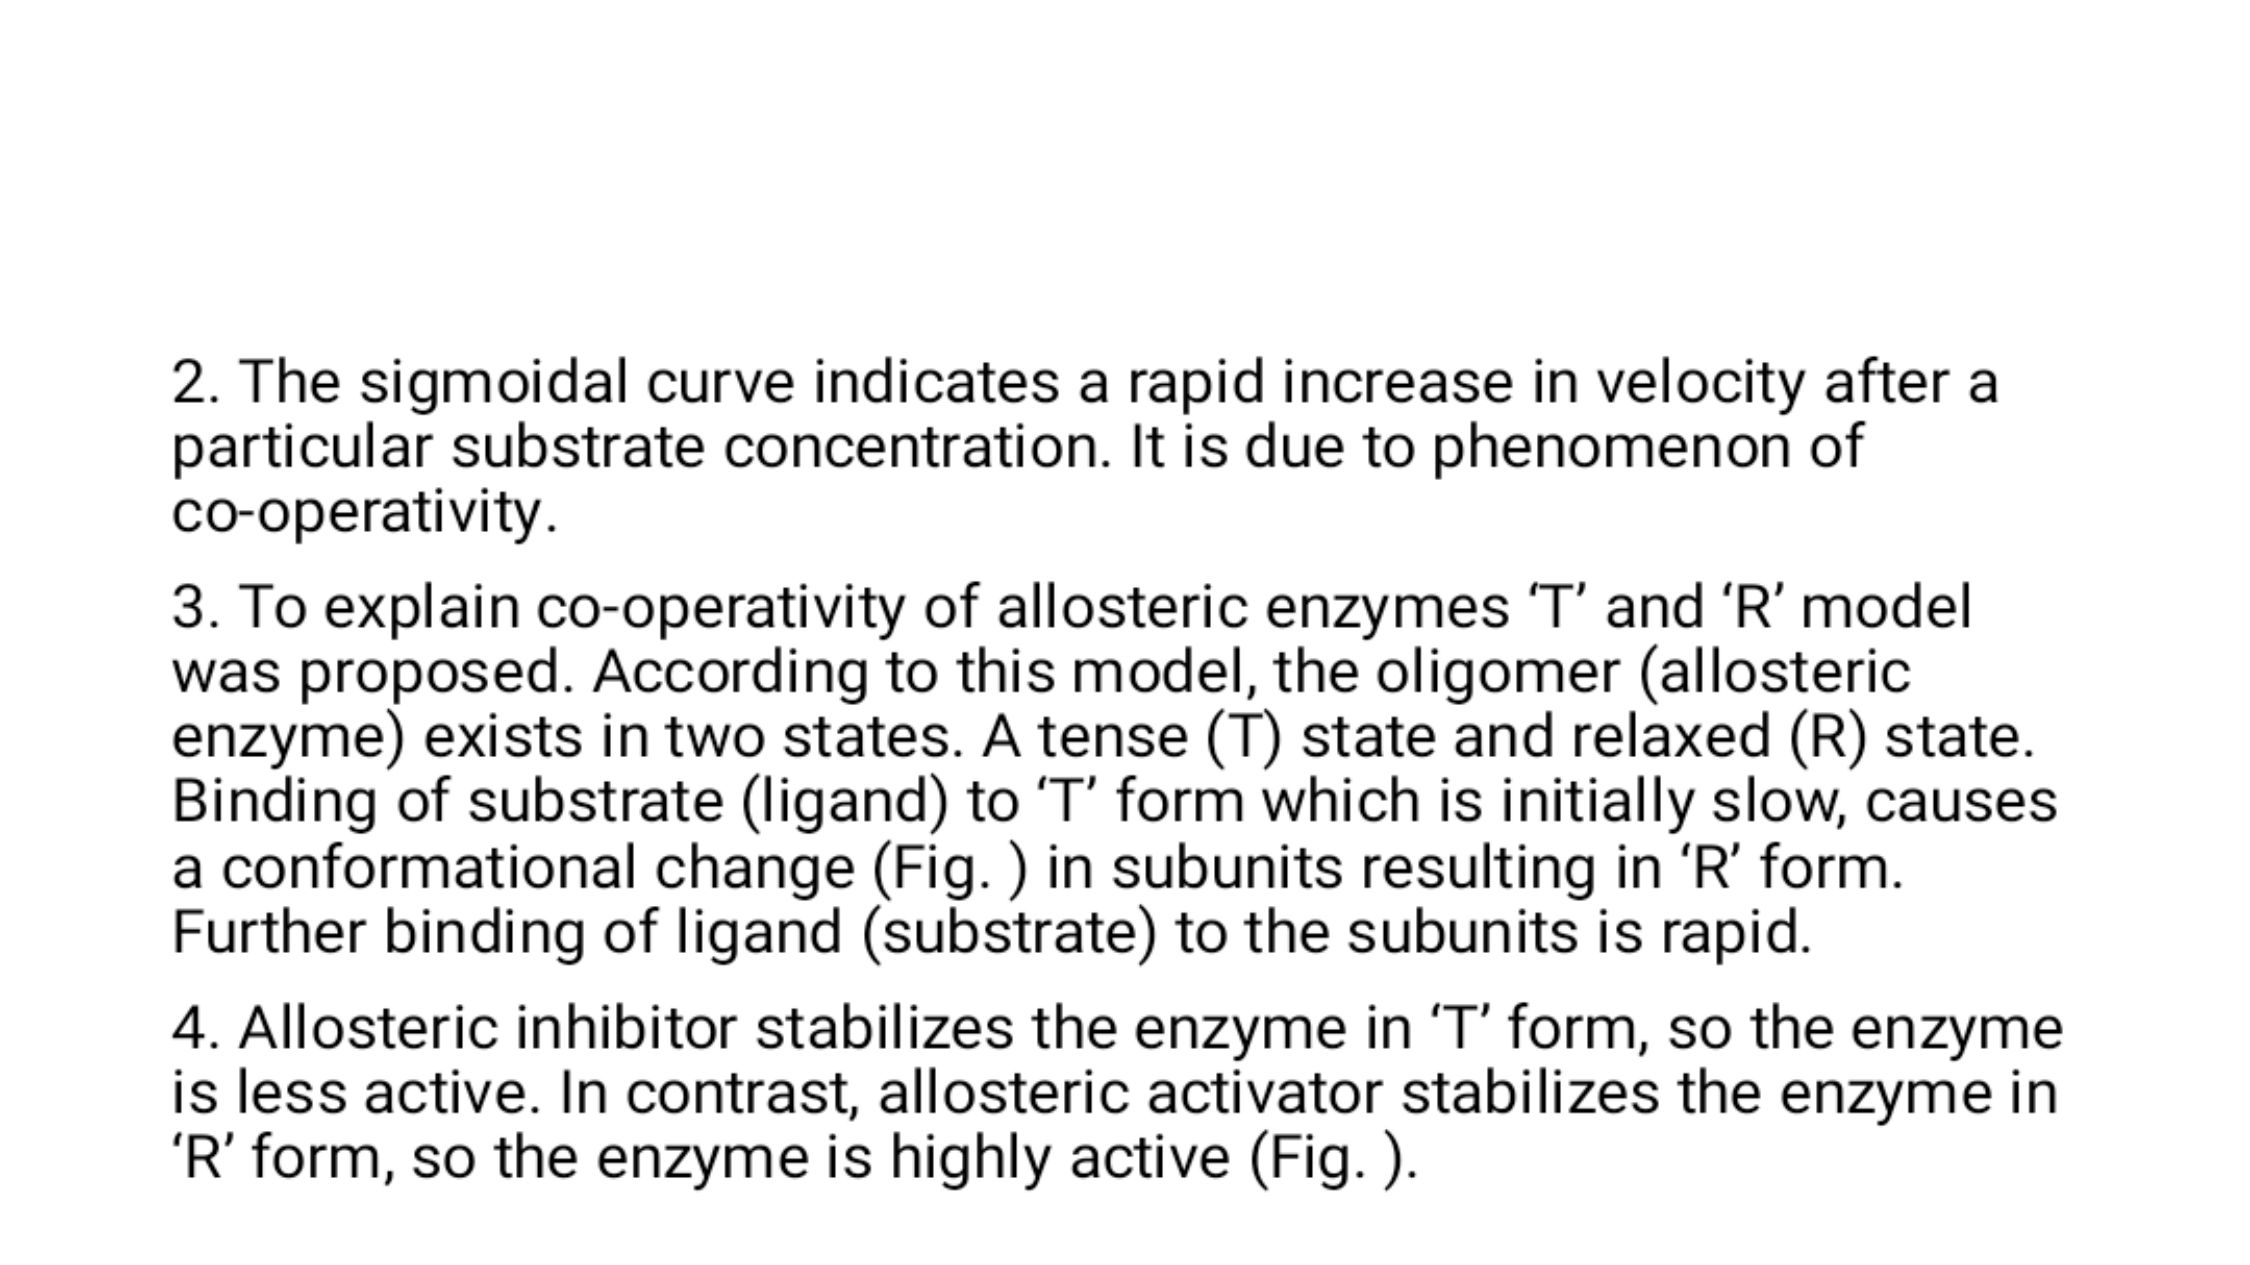 2. The sigmoidal curve indicates a rapid increase in velocity after a
particular substrate concentration. It is due to phenomenon of
co-operativity.
3. To explain co-operativity of allosteric enzymes ‘T’ and ‘R’ model
was proposed. According to this model, the oligomer (allosteric
enzyme) exists in two states. A tense (T) state and relaxed (R) state.
Binding of substrate (ligand) to ‘T’ form which is initially slow, causes
a conformational change (Fig. ) in subunits resulting in ‘R’ form.
Further binding of ligand (substrate) to the subunits is rapid.
4. Allosteric inhibitor stabilizes the enzyme in ‘T’ form, so the enzyme
is less active. In contrast, allosteric activator stabilizes the enzyme in
‘R’ form, so the enzyme is highly active (Fig. ).